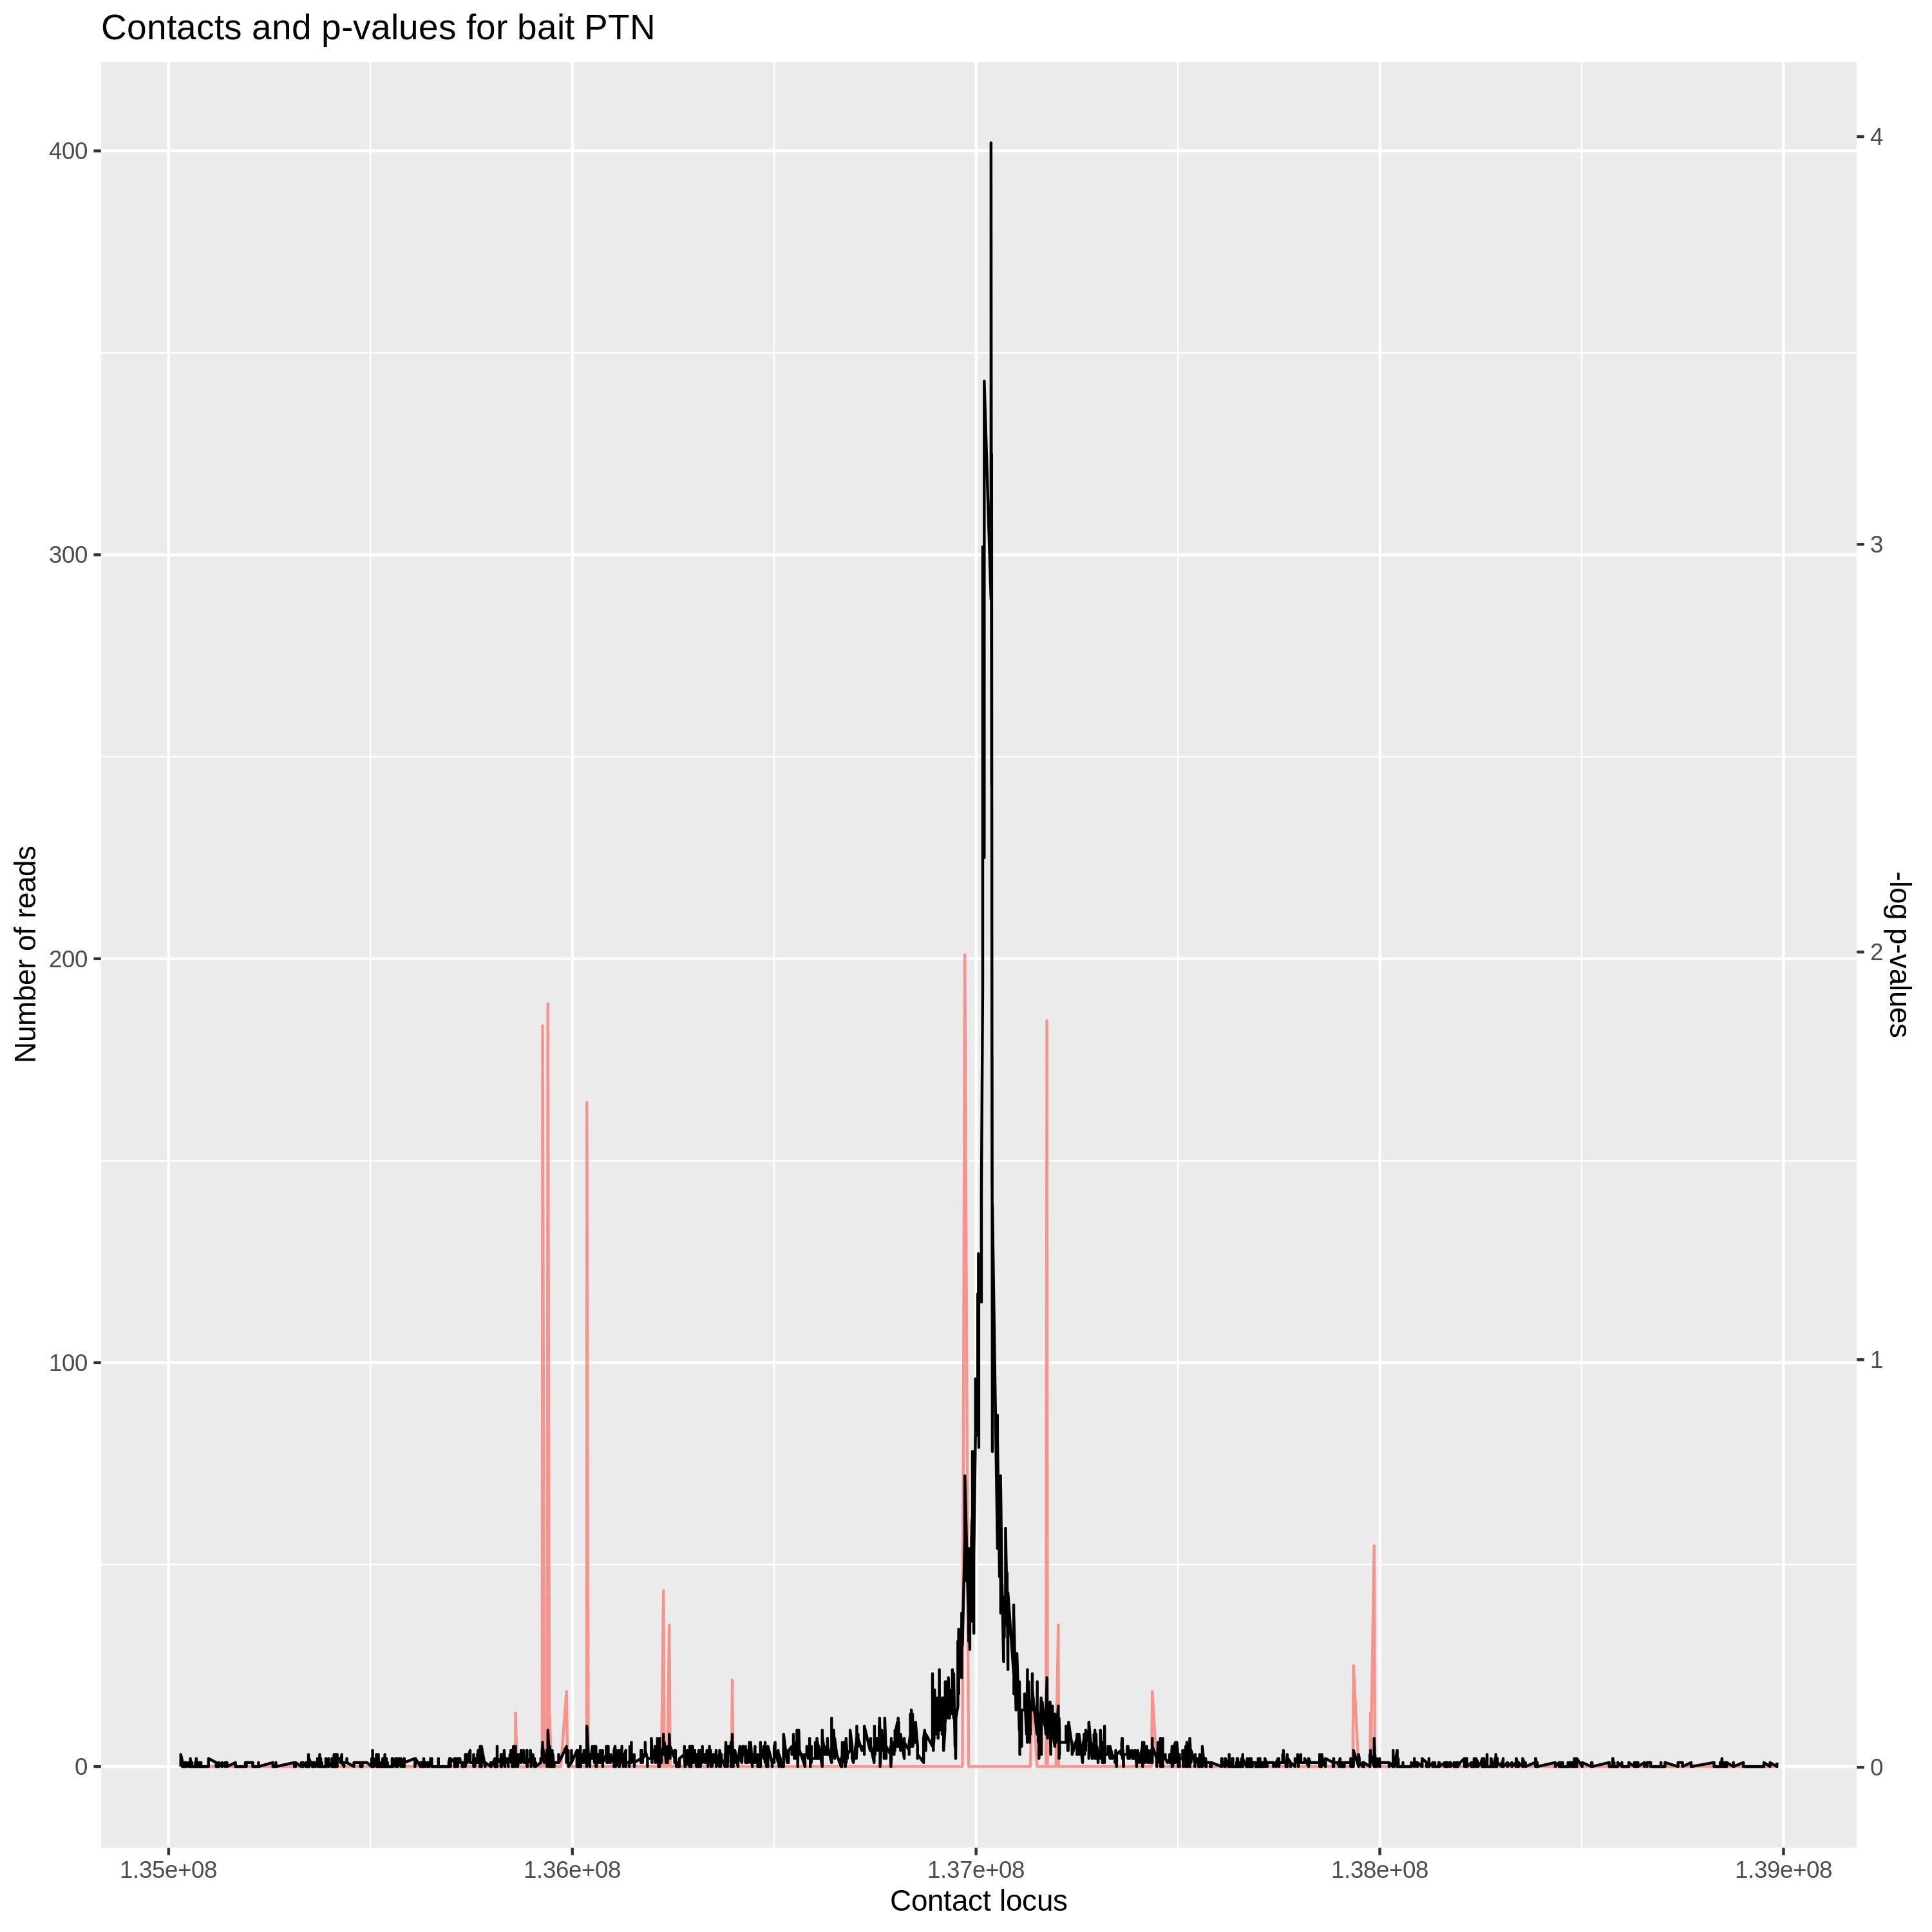 Contacts and p-values for bait PTN
400
300
200
100
0
Number of reads
4
3
2
1
0
-log p-values
1.35e+08
1.36e+08
1.37e+08
1.38e+08
1.39e+08
Contact locus